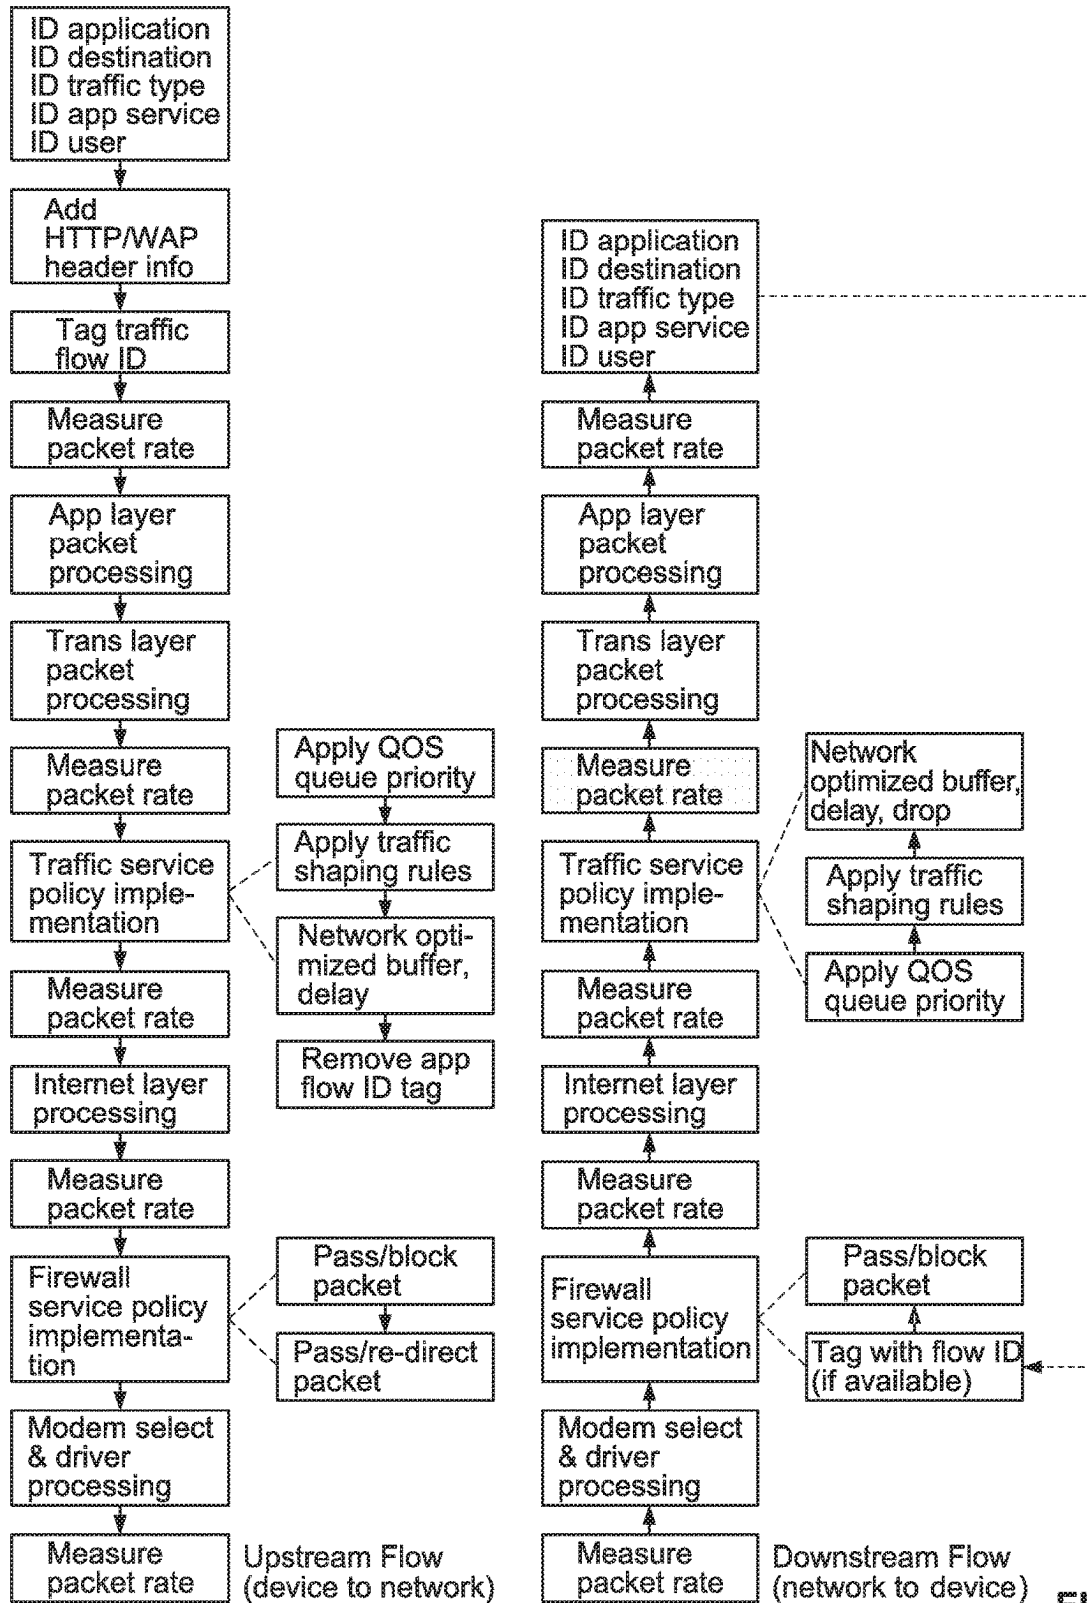 ID application
ID destination
ID traffic type
ID app service
ID user
Add
HTTP/WAP
header info
Tag traffic
flow ID
Measure
packet rate
App layer
packet
processing
Trans layer
packet
processing
Measure
packet rate
Traffic service
policy imple-
mentation
Measure
packet rate
Internet layer
processing
Measure
packet rate
Firewall
service policy
implementa-
tion
Modem select
& driver
processing
Measure
packet rate
Apply QOS
queue priority
Apply traffic
shaping rules
Network opti-
mized buffer,
delay
Remove app
flow ID tag
Pass/block
packet
Pass/re-direct
packet
Upstream Flow
(device to network)
ID application
ID destination
ID traffic type
ID app service
ID user
Measure
packet rate
App layer
packet
processing
Trans layer
packet
processing
Measure
packet rate
Traffic service
policy imple-
mentation
Measure
packet rate
Internet layer
processing
Measure
packet rate
Firewall
service policy
implementation
Modem select
& driver
processing
Measure
packet rate
Network
optimized buffer,
delay, drop
Apply traffic
shaping rules
Apply QOS
queue priority
Pass/block
packet
Tag with flow ID
(if available)
Downstream Flow
(network to device)